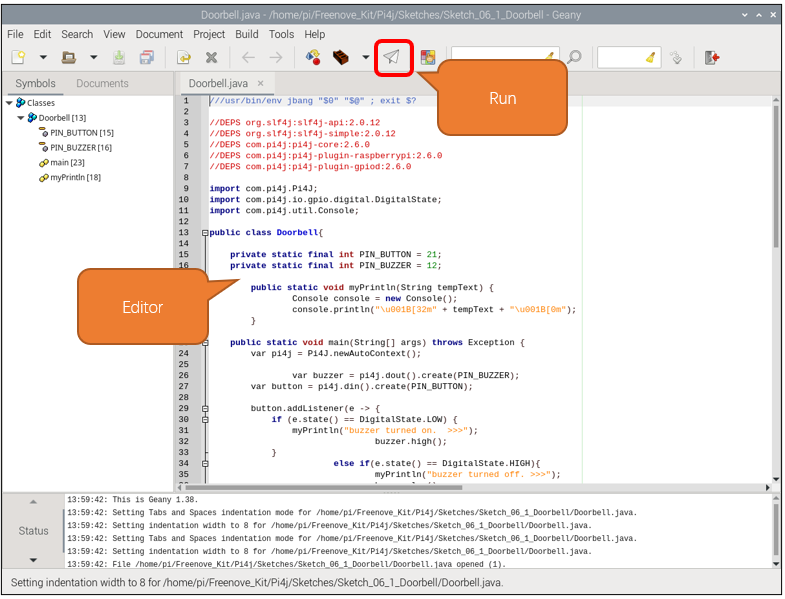 Doorbell.java - /home/pi/Freenove_Kit/Pi4j/Sketches/Sketch_06_1_Doorbell - Geany
File Edit Search View Document Project Build Tools Help
Run
Symbols Documents
Doorbell.java ×
Classes
Doorbell [13]
PIN_BUTTON [15]
PIN_BUZZER [16]
main [23]
myPrintln [18]
1 ///usr/bin/env jbang "$0" "$@" ; exit $?
2
3 //DEPS org.slf4j:slf4j-api:2.0.12
4 //DEPS org.slf4j:slf4j-simple:2.0.12
5 //DEPS com.pi4j:pi4j-core:2.6.0
6 //DEPS com.pi4j:pi4j-plugin-raspberrypi:2.6.0
7 //DEPS com.pi4j:pi4j-plugin-gpiod:2.6.0
8
9 import com.pi4j.Pi4J;
10 import com.pi4j.io.gpio.digital.DigitalState;
11 import com.pi4j.util.Console;
12
13 public class Doorbell{
14
15 private static final int PIN_BUTTON = 21;
16 private static final int PIN_BUZZER = 12;
Editor
public static void myPrintln(String tempText) {
Console console = new Console();
console.println("\u001B[32m" + tempText + "\u001B[0m");
}
public static void main(String[] args) throws Exception {
24 var pi4j = Pi4J.newAutoContext();
25
26 var buzzer = pi4j.dout().create(PIN_BUZZER);
27 var button = pi4j.din().create(PIN_BUTTON);
28
29 button.addListener(e -> {
30 if (e.state() == DigitalState.LOW) {
31 myPrintln("buzzer turned on.  >>>");
32 buzzer.high();
33 }
34 else if(e.state() == DigitalState.HIGH){
35 myPrintln("buzzer turned off. >>>");
Status
13:59:42: This is Geany 1.38.
13:59:42: Setting Tabs and Spaces indentation mode for /home/pi/Freenove_Kit/Pi4j/Sketches/Sketch_06_1_Doorbell/Doorbell.java.
13:59:42: Setting indentation width to 8 for /home/pi/Freenove_Kit/Pi4j/Sketches/Sketch_06_1_Doorbell/Doorbell.java.
13:59:42: Setting Tabs and Spaces indentation mode for /home/pi/Freenove_Kit/Pi4j/Sketches/Sketch_06_1_Doorbell/Doorbell.java.
13:59:42: Setting indentation width to 8 for /home/pi/Freenove_Kit/Pi4j/Sketches/Sketch_06_1_Doorbell/Doorbell.java.
13:59:42: File /home/pi/Freenove_Kit/Pi4j/Sketches/Sketch_06_1_Doorbell/Doorbell.java opened (1).
Setting indentation width to 8 for /home/pi/Freenove_Kit/Pi4j/Sketches/Sketch_06_1_Doorbell/Doorbell.java.